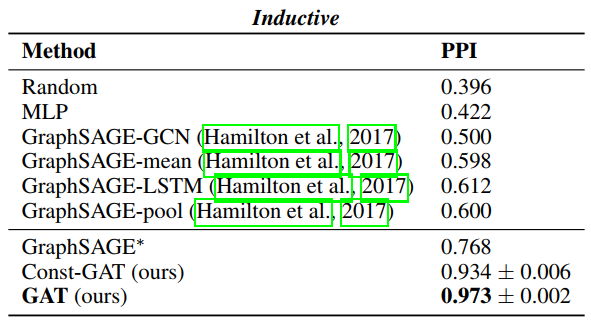 Inductive
Method PPI
Random 0.396
MLP 0.422
GraphSAGE-GCN (Hamilton et al., 2017) 0.500
GraphSAGE-mean (Hamilton et al., 2017) 0.598
GraphSAGE-LSTM (Hamilton et al., 2017) 0.612
GraphSAGE-pool (Hamilton et al., 2017) 0.600
GraphSAGE* 0.768
Const-GAT (ours) 0.934 ± 0.006
GAT (ours) 0.973 ± 0.002